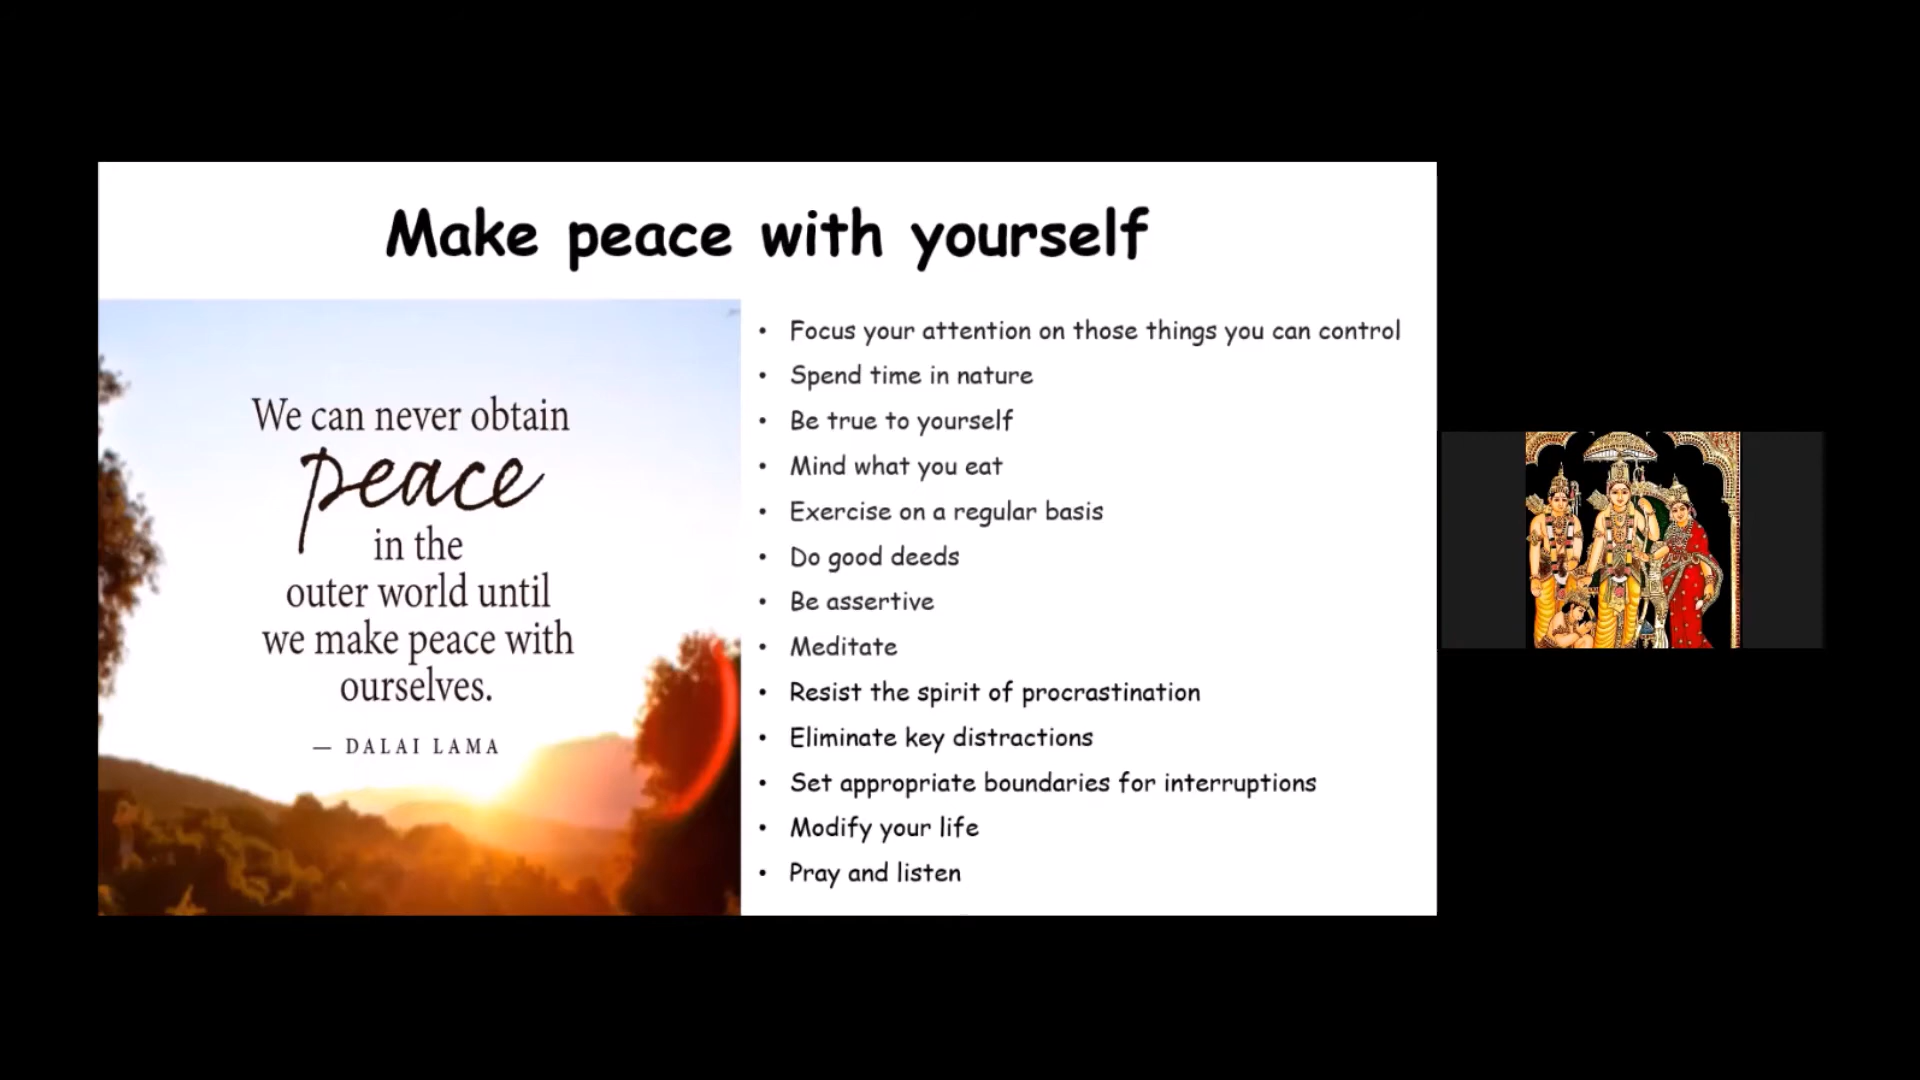 Make peace with yourself
We can never obtain
peace
in the
outer world until
we make peace with
ourselves.
— DALAI LAMA
• Focus your attention on those things you can control
• Spend time in nature
• Be true to yourself
• Mind what you eat
• Exercise on a regular basis
• Do good deeds
• Be assertive
• Meditate
• Resist the spirit of procrastination
• Eliminate key distractions
• Set appropriate boundaries for interruptions
• Modify your life
• Pray and listen